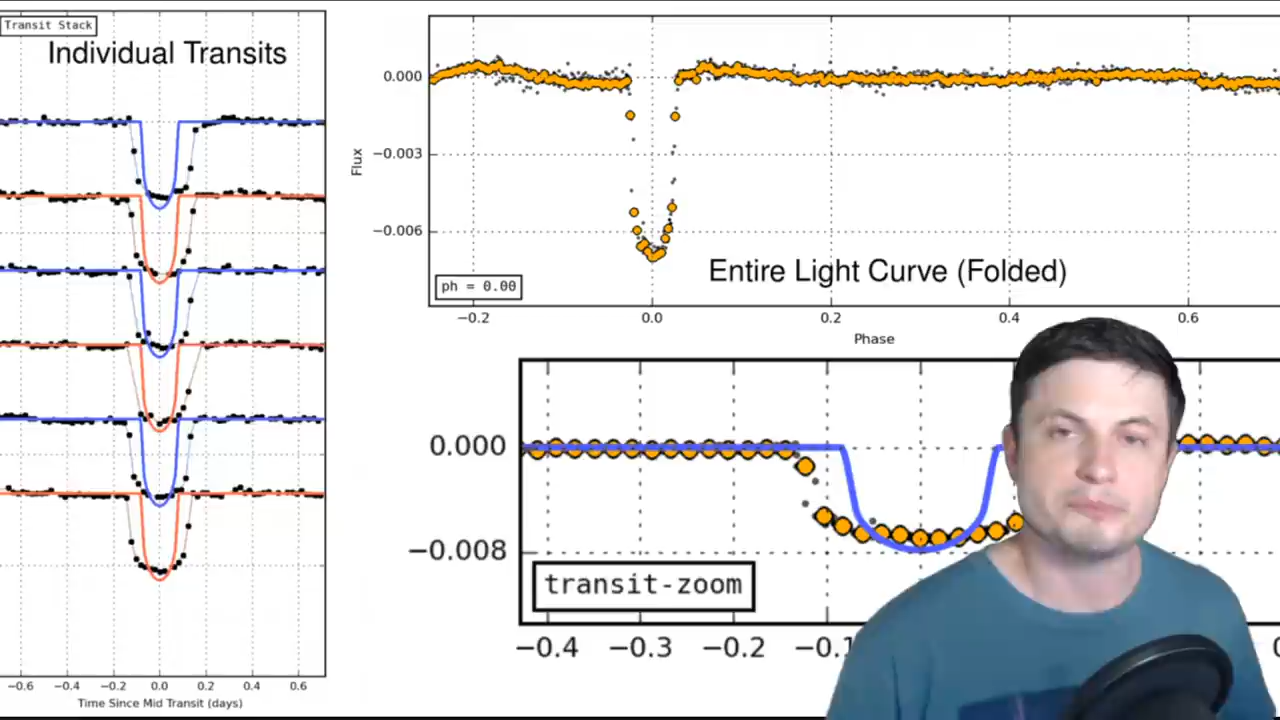 Transit Stack
Individual Transits
−0.6 −0.4 −0.2 0.0 0.2 0.4 0.6
Time Since Mid Transit (days)
0.000
−0.003
−0.006
Flux
ph = 0.00
Entire Light Curve (Folded)
−0.2 0.0 0.2 0.4 0.6
Phase
0.000
−0.008
transit-zoom
−0.4 −0.3 −0.2 −0.1